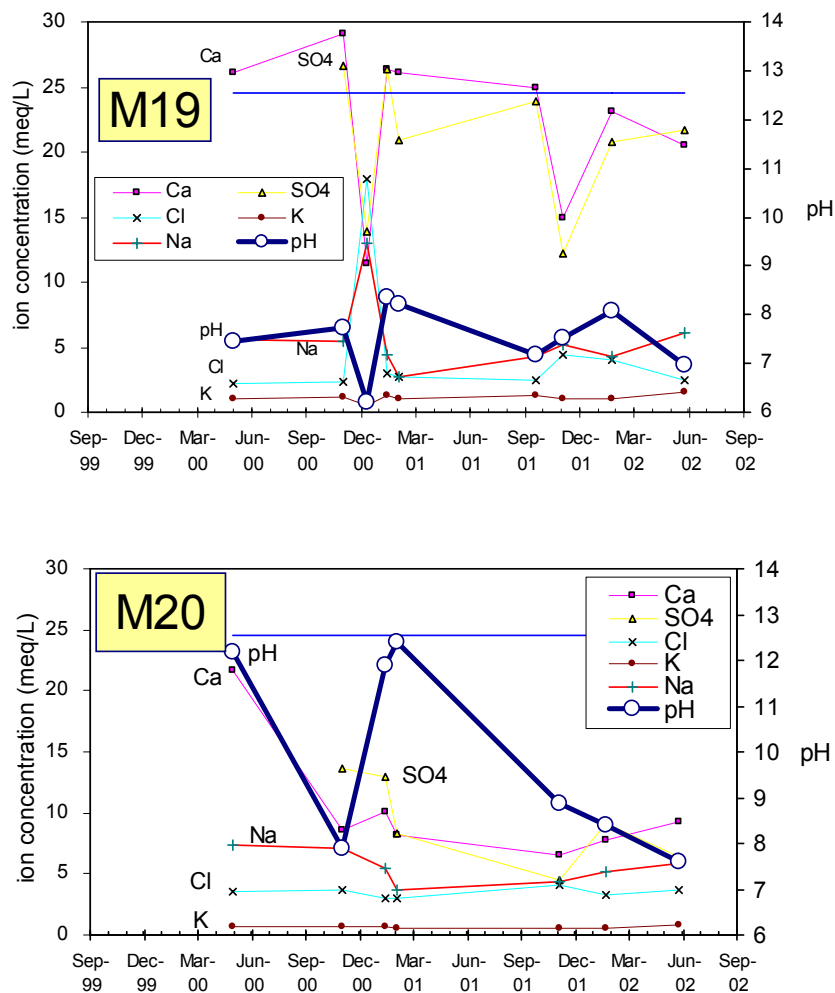 30
14
Ca
SO4
25
13
M19
12
20
Ca
SO4
11
15
Cl
K
10
pH
Na
pH
10
9
8
pH
5
Na
7
Cl
K
0
6
Sep-99 Dec-99 Mar-00 Jun-00 Sep-00 Dec-00 Mar-01 Jun-01 Sep-01 Dec-01 Mar-02 Jun-02 Sep-02
ion concentration (meq/L)
30
14
Ca
M20
SO4
25
13
Cl
pH
K
Ca
12
Na
20
pH
11
15
10
pH
SO4
10
9
Na
8
5
Cl
7
K
0
6
Sep-99 Dec-99 Mar-00 Jun-00 Sep-00 Dec-00 Mar-01 Jun-01 Sep-01 Dec-01 Mar-02 Jun-02 Sep-02
ion concentration (meq/L)